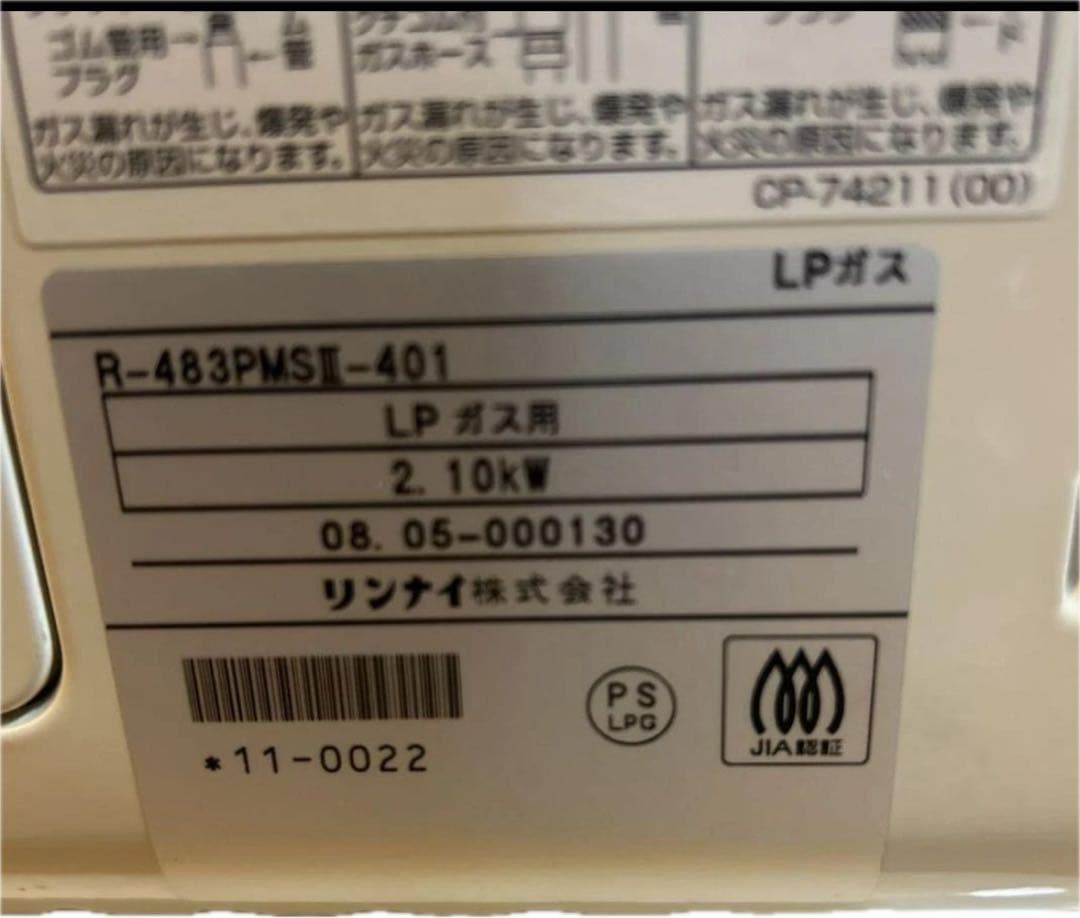 ゴム管用
プラグ
ゴム管
ガスホース
ガス漏れが生じ、爆発や
火災の原因になります。
ガス漏れが生じ、爆発や
火災の原因になります。
ガス漏れが生じ、爆発や
火災の原因になります。
CP-74211(00)
LPガス
R-483PMSⅡ-401
LP ガス用
2. 10kW
08. 05-000130
リンナイ株式会社
*11-0022
PS
LPG
JIA認証